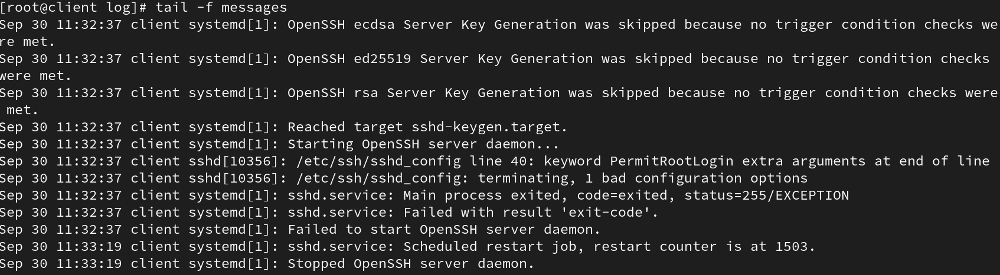 [root@client log]# tail -f messages
Sep 30 11:32:37 client systemd[1]: OpenSSH ecdsa Server Key Generation was skipped because no trigger condition checks we
re met.
Sep 30 11:32:37 client systemd[1]: OpenSSH ed25519 Server Key Generation was skipped because no trigger condition checks
were met.
Sep 30 11:32:37 client systemd[1]: OpenSSH rsa Server Key Generation was skipped because no trigger condition checks were
 met.
Sep 30 11:32:37 client systemd[1]: Reached target sshd-keygen.target.
Sep 30 11:32:37 client systemd[1]: Starting OpenSSH server daemon...
Sep 30 11:32:37 client sshd[10356]: /etc/ssh/sshd_config line 40: keyword PermitRootLogin extra arguments at end of line
Sep 30 11:32:37 client sshd[10356]: /etc/ssh/sshd_config: terminating, 1 bad configuration options
Sep 30 11:32:37 client systemd[1]: sshd.service: Main process exited, code=exited, status=255/EXCEPTION
Sep 30 11:32:37 client systemd[1]: sshd.service: Failed with result 'exit-code'.
Sep 30 11:32:37 client systemd[1]: Failed to start OpenSSH server daemon.
Sep 30 11:33:19 client systemd[1]: sshd.service: Scheduled restart job, restart counter is at 1503.
Sep 30 11:33:19 client systemd[1]: Stopped OpenSSH server daemon.